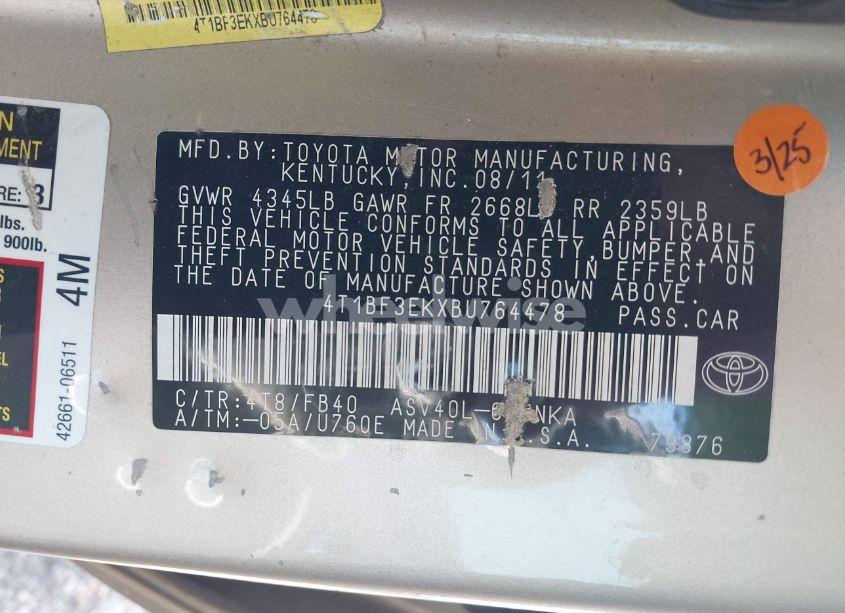 4T1BF3EKXBU764478
MENT
RE:
lbs.
900lb.
4M
42661-06511
3/25
MFD.BY:TOYOTA MOTOR MANUFACTURING,
KENTUCKY,INC.08/11
GVWR 4345LB GAWR FR 2668LB RR 2359LB
THIS VEHICLE CONFORMS TO ALL APPLICABLE
FEDERAL MOTOR VEHICLE SAFETY,BUMPER,AND
THEFT PREVENTION STANDARDS IN EFFECT ON
THE DATE OF MANUFACTURE SHOWN ABOVE.
4T1BF3EKXBU764478 PASS.CAR
wheelwise
C/TR:4T8/FB40 ASV40L- NKA
A/TM:-05A/U760E MADE IN U.S.A. 79876